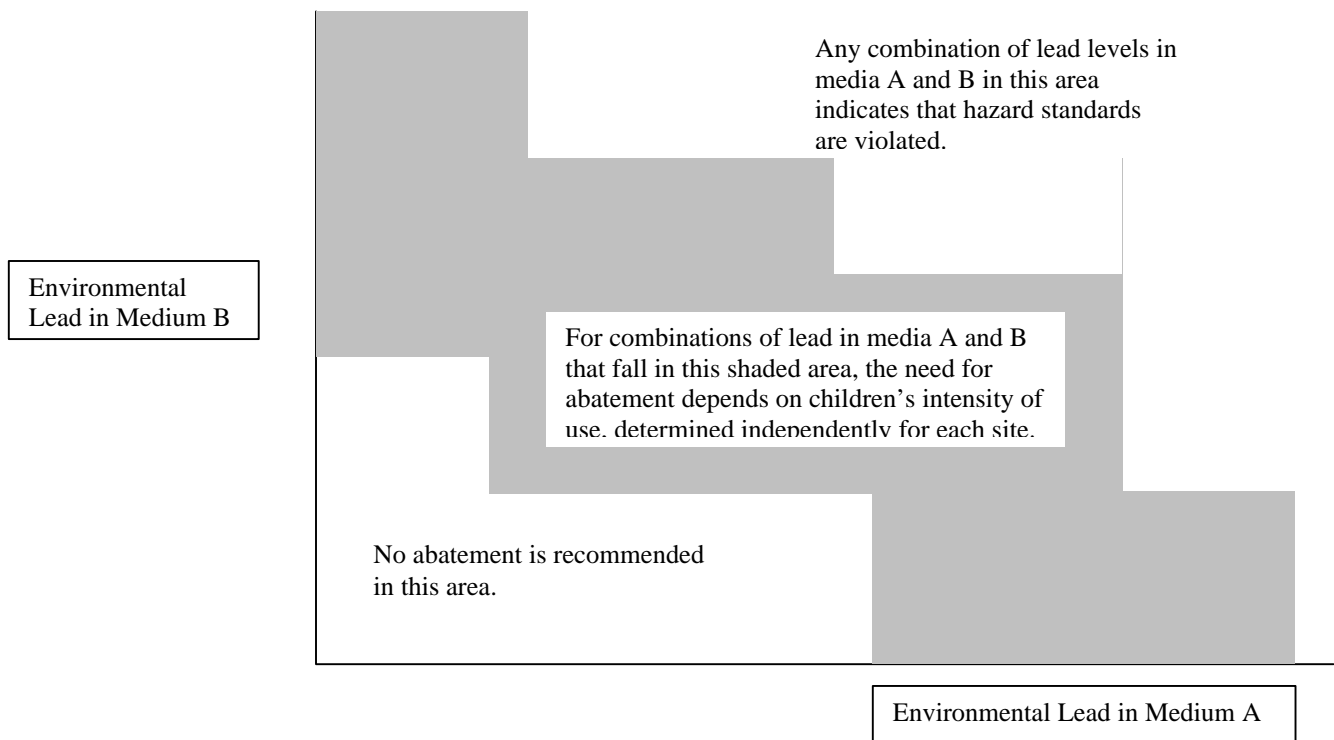 Any combination of lead levels in
media A and B in this area
indicates that hazard standards
are violated.
Environmental
Lead in Medium B
For combinations of lead in media A and B
that fall in this shaded area, the need for
abatement depends on children’s intensity of
use, determined independently for each site.
No abatement is recommended
in this area.
Environmental Lead in Medium A